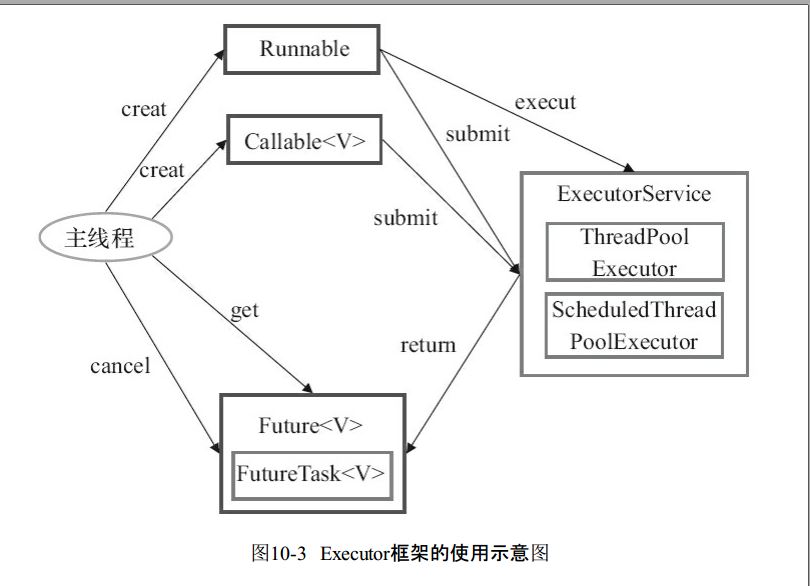 Runnable
creat
execut
submit
Callable<V>
creat
submit
ExecutorService
ThreadPool
Executor
ScheduledThread
PoolExecutor
主线程
get
return
cancel
Future<V>
FutureTask<V>
图10-3 Executor框架的使用示意图